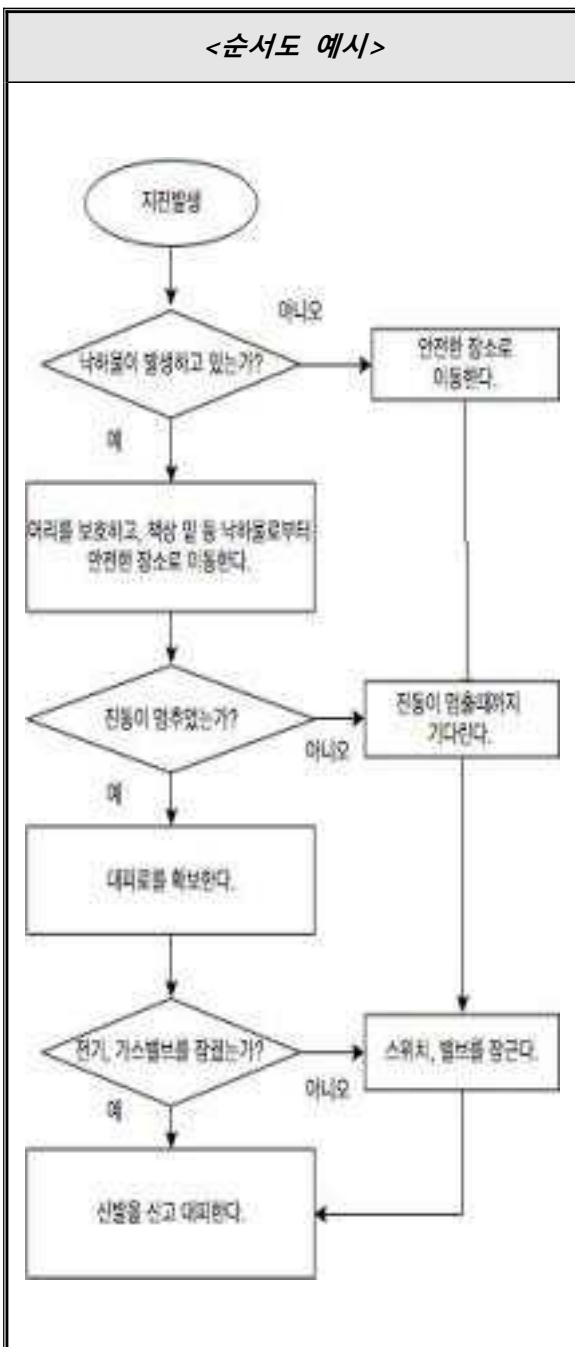 <순서도 예시>
지진발생
낙하물이 발생하고 있는가?
아니오
안전한 장소로
이동한다.
예
머리를 보호하고, 책상 밑 등 낙하물로부터
안전한 장소로 이동한다.
진동이 멈추었는가?
아니오
진동이 멈출때까지
기다린다.
예
대피로를 확보한다.
전기, 가스밸브를 잠궜는가?
아니오
스위치, 밸브를 잠근다.
예
신발을 신고 대피한다.